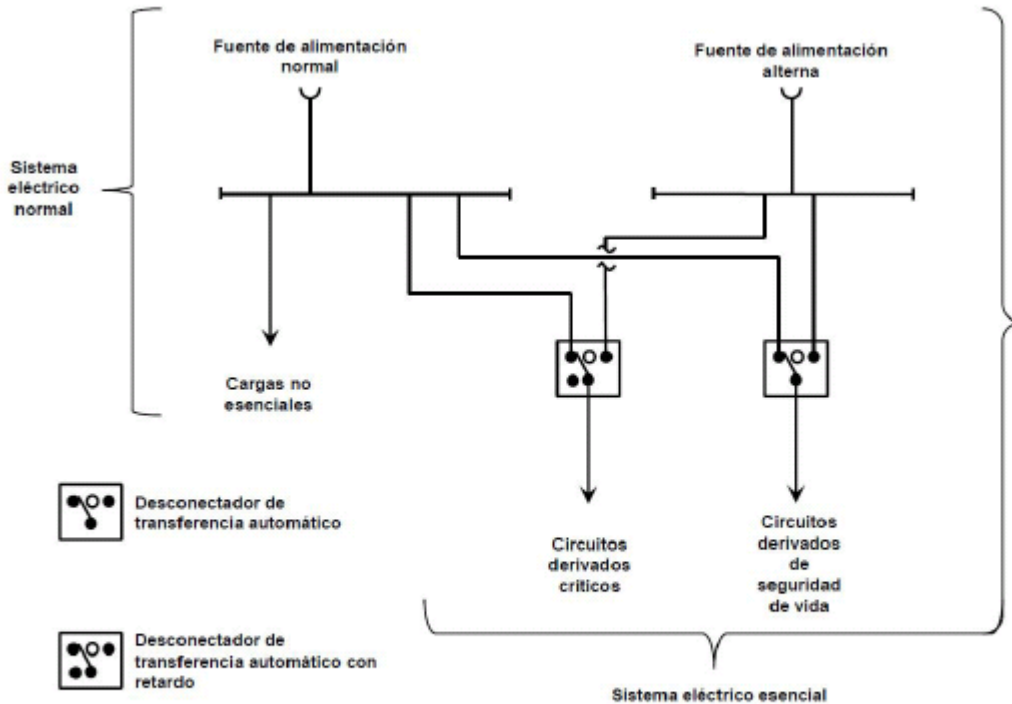 Fuente de alimentación
normal
Fuente de alimentación
alterna
Sistema
eléctrico
normal
Cargas no
esenciales
Desconectador de
transferencia automático
Circuitos
derivados
criticos
Circuitos
derivados
de
seguridad
de vida
Desconectador de
transferencia automático con
retardo
Sistema eléctrico esencial